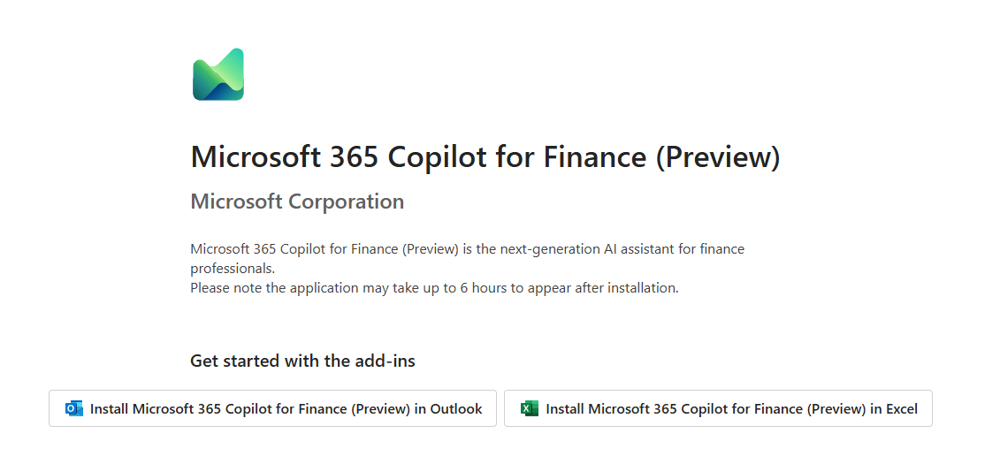 Microsoft 365 Copilot for Finance (Preview)
Microsoft Corporation
Microsoft 365 Copilot for Finance (Preview) is the next-generation AI assistant for finance
professionals.
Please note the application may take up to 6 hours to appear after installation.
Get started with the add-ins
Install Microsoft 365 Copilot for Finance (Preview) in Outlook
Install Microsoft 365 Copilot for Finance (Preview) in Excel